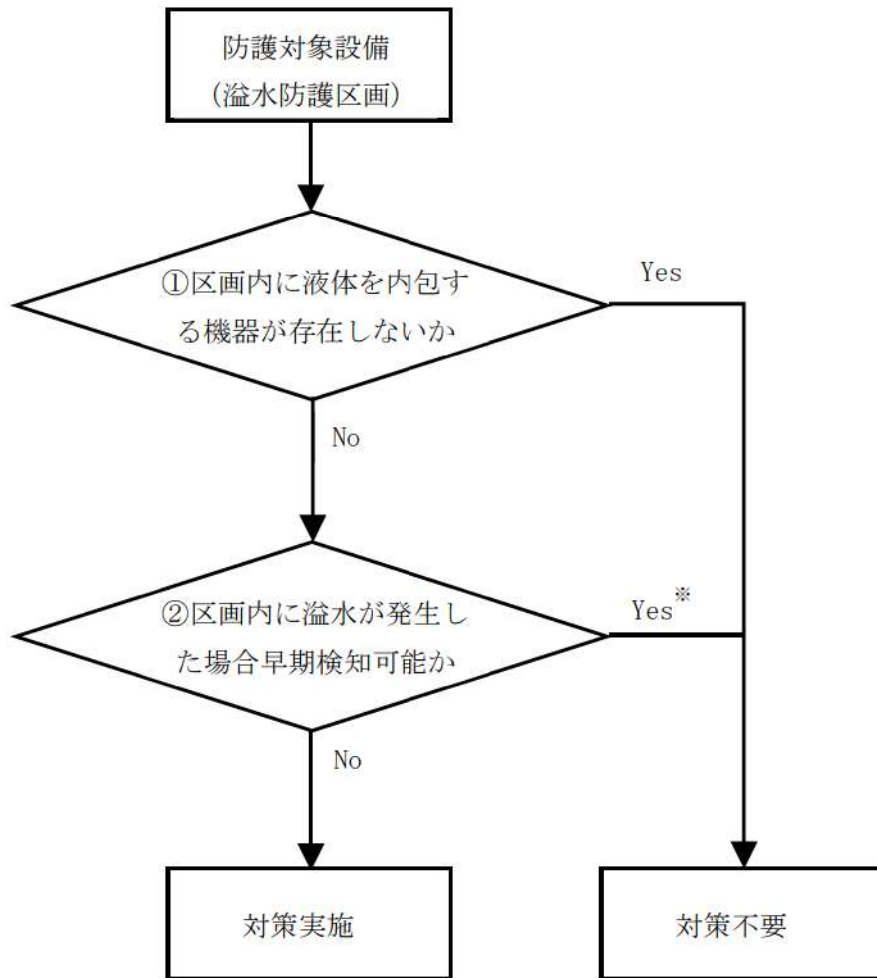 防護対象設備
(溢水防護区画)
①区画内に液体を内包す
る機器が存在しないか
Yes
No
②区画内に溢水が発生し
た場合早期検知可能か
Yes※
No
対策実施
対策不要